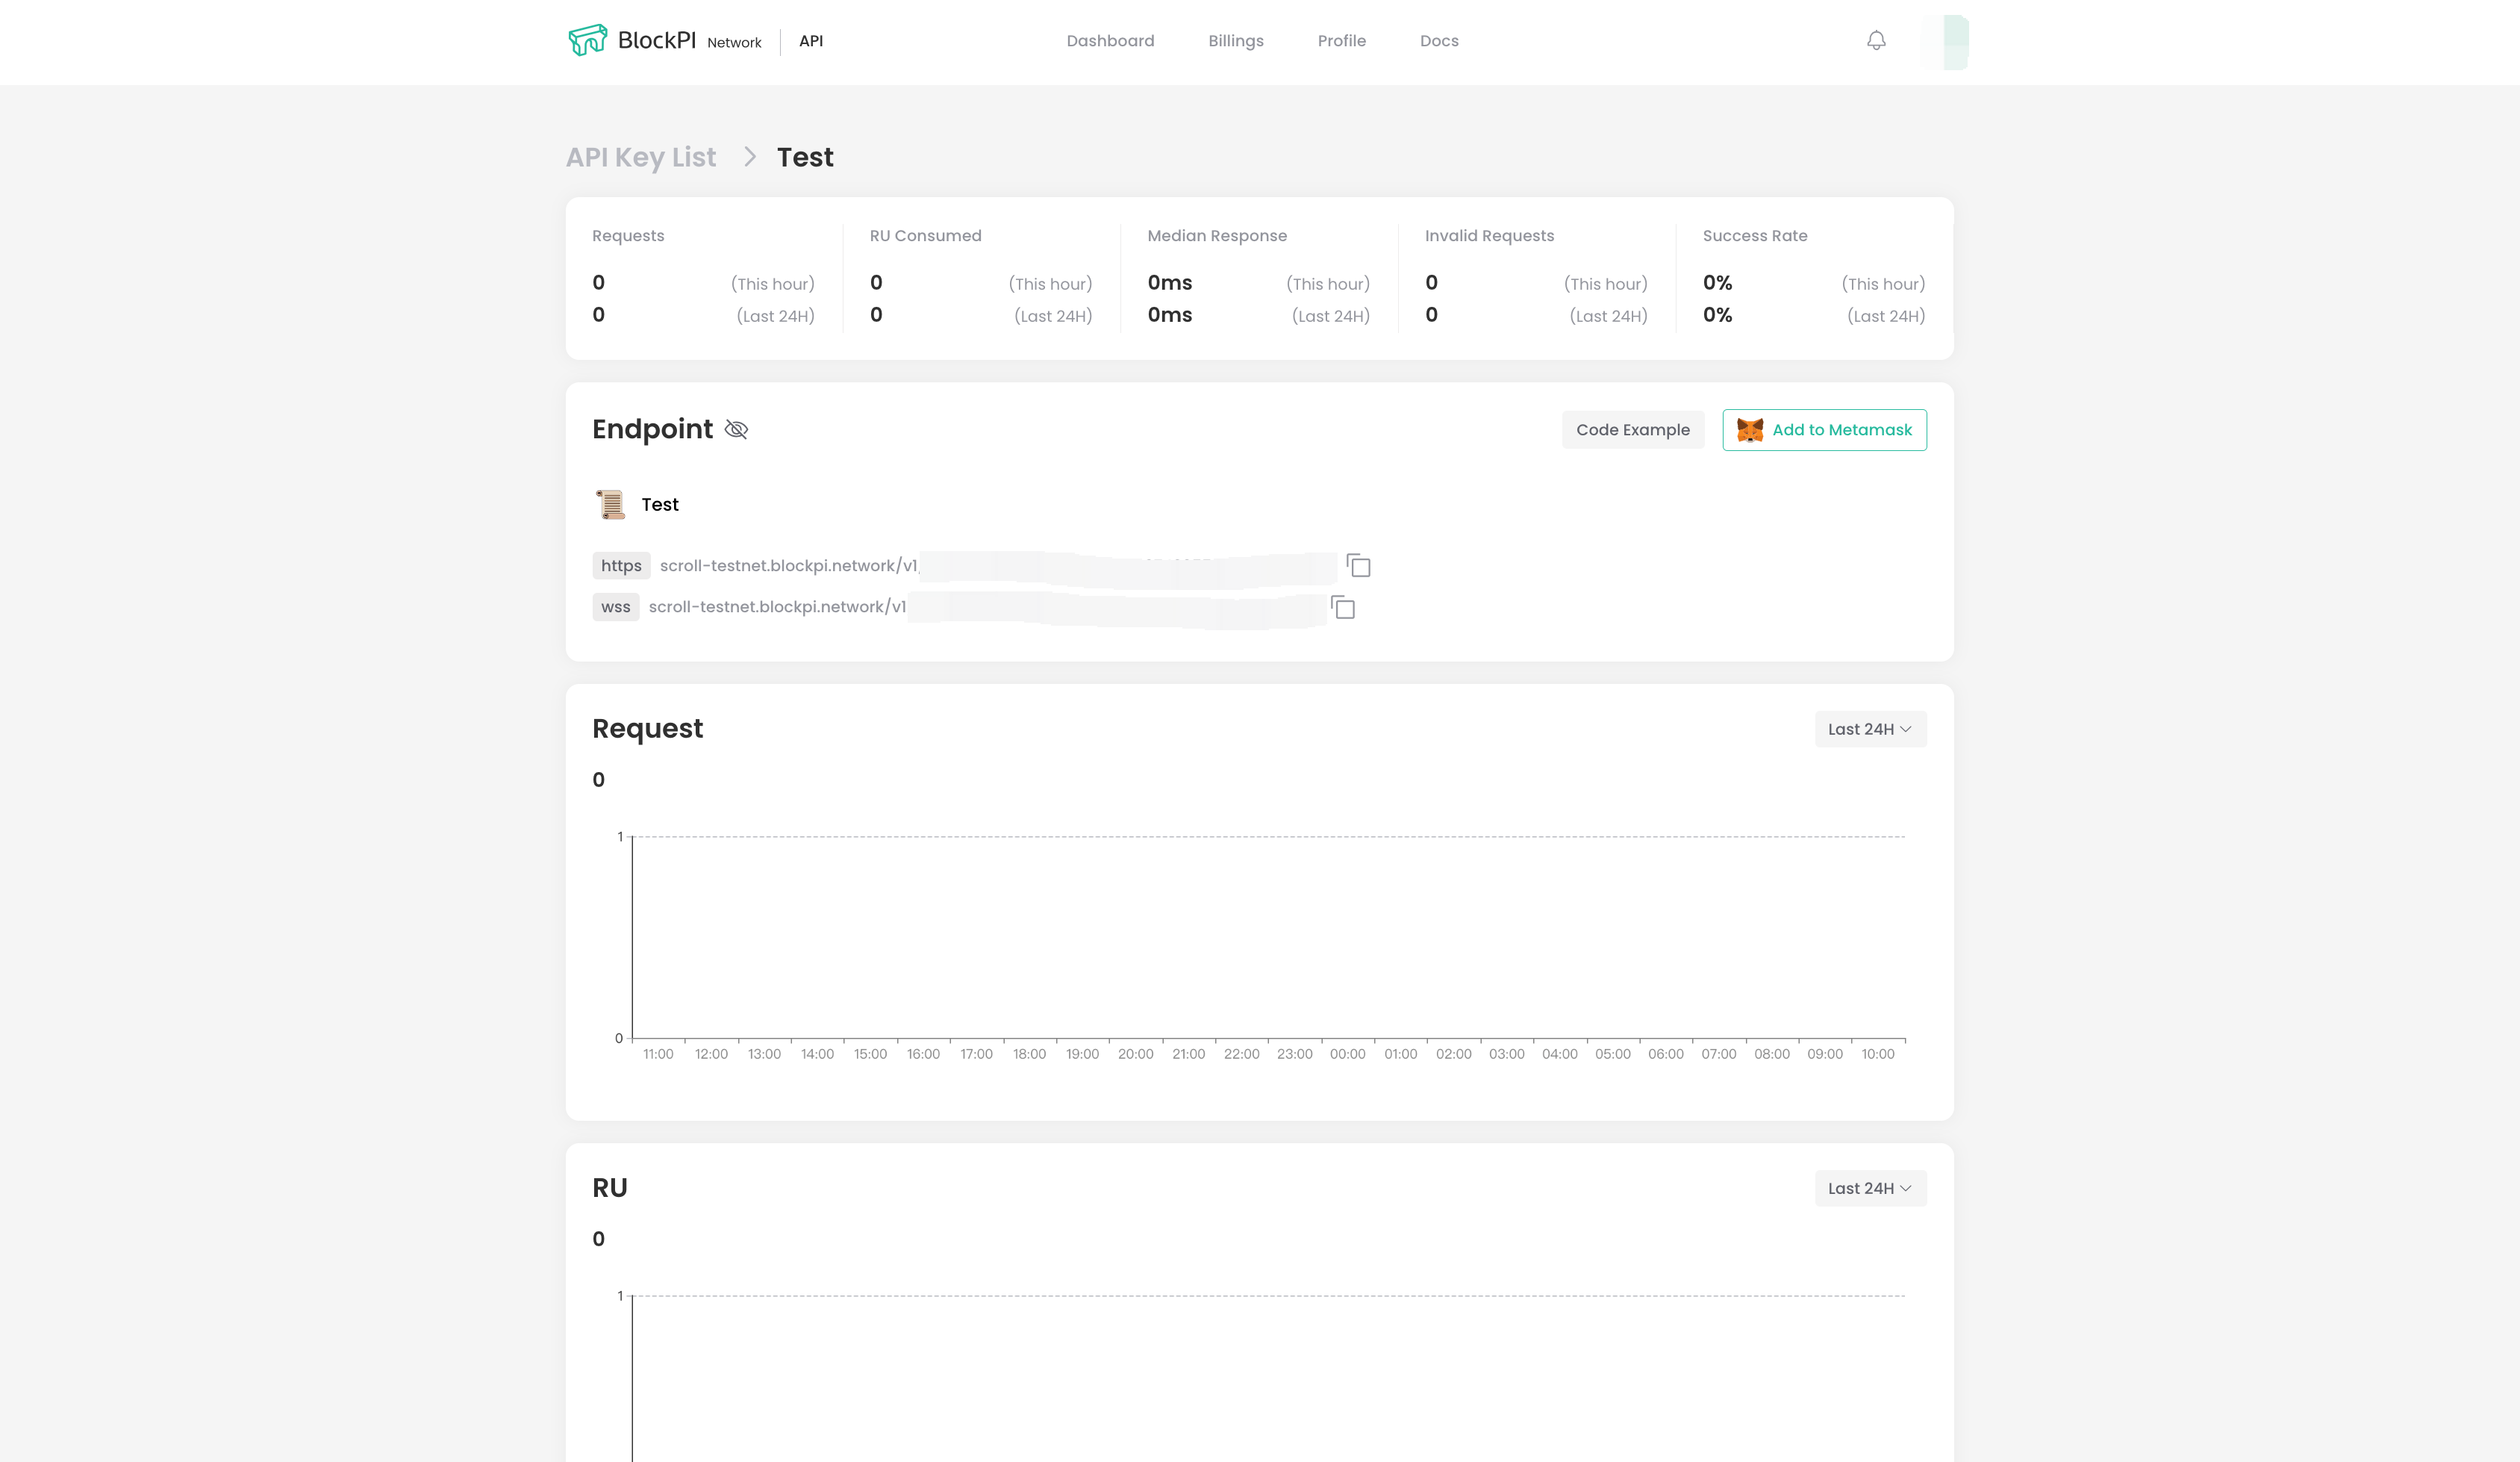 BlockPI Network API Dashboard Billings Profile Docs
API Key List > Test
Requests RU Consumed Median Response Invalid Requests Success Rate
0 (This hour) 0 (This hour) 0ms (This hour) 0 (This hour) 0% (This hour)
0 (Last 24H) 0 (Last 24H) 0ms (Last 24H) 0 (Last 24H) 0% (Last 24H)
Endpoint Code Example Add to Metamask
Test
https scroll-testnet.blockpi.network/v1/
wss scroll-testnet.blockpi.network/v1
Request Last 24H
0
1
0
11:00 12:00 13:00 14:00 15:00 16:00 17:00 18:00 19:00 20:00 21:00 22:00 23:00 00:00 01:00 02:00 03:00 04:00 05:00 06:00 07:00 08:00 09:00 10:00
RU Last 24H
0
1